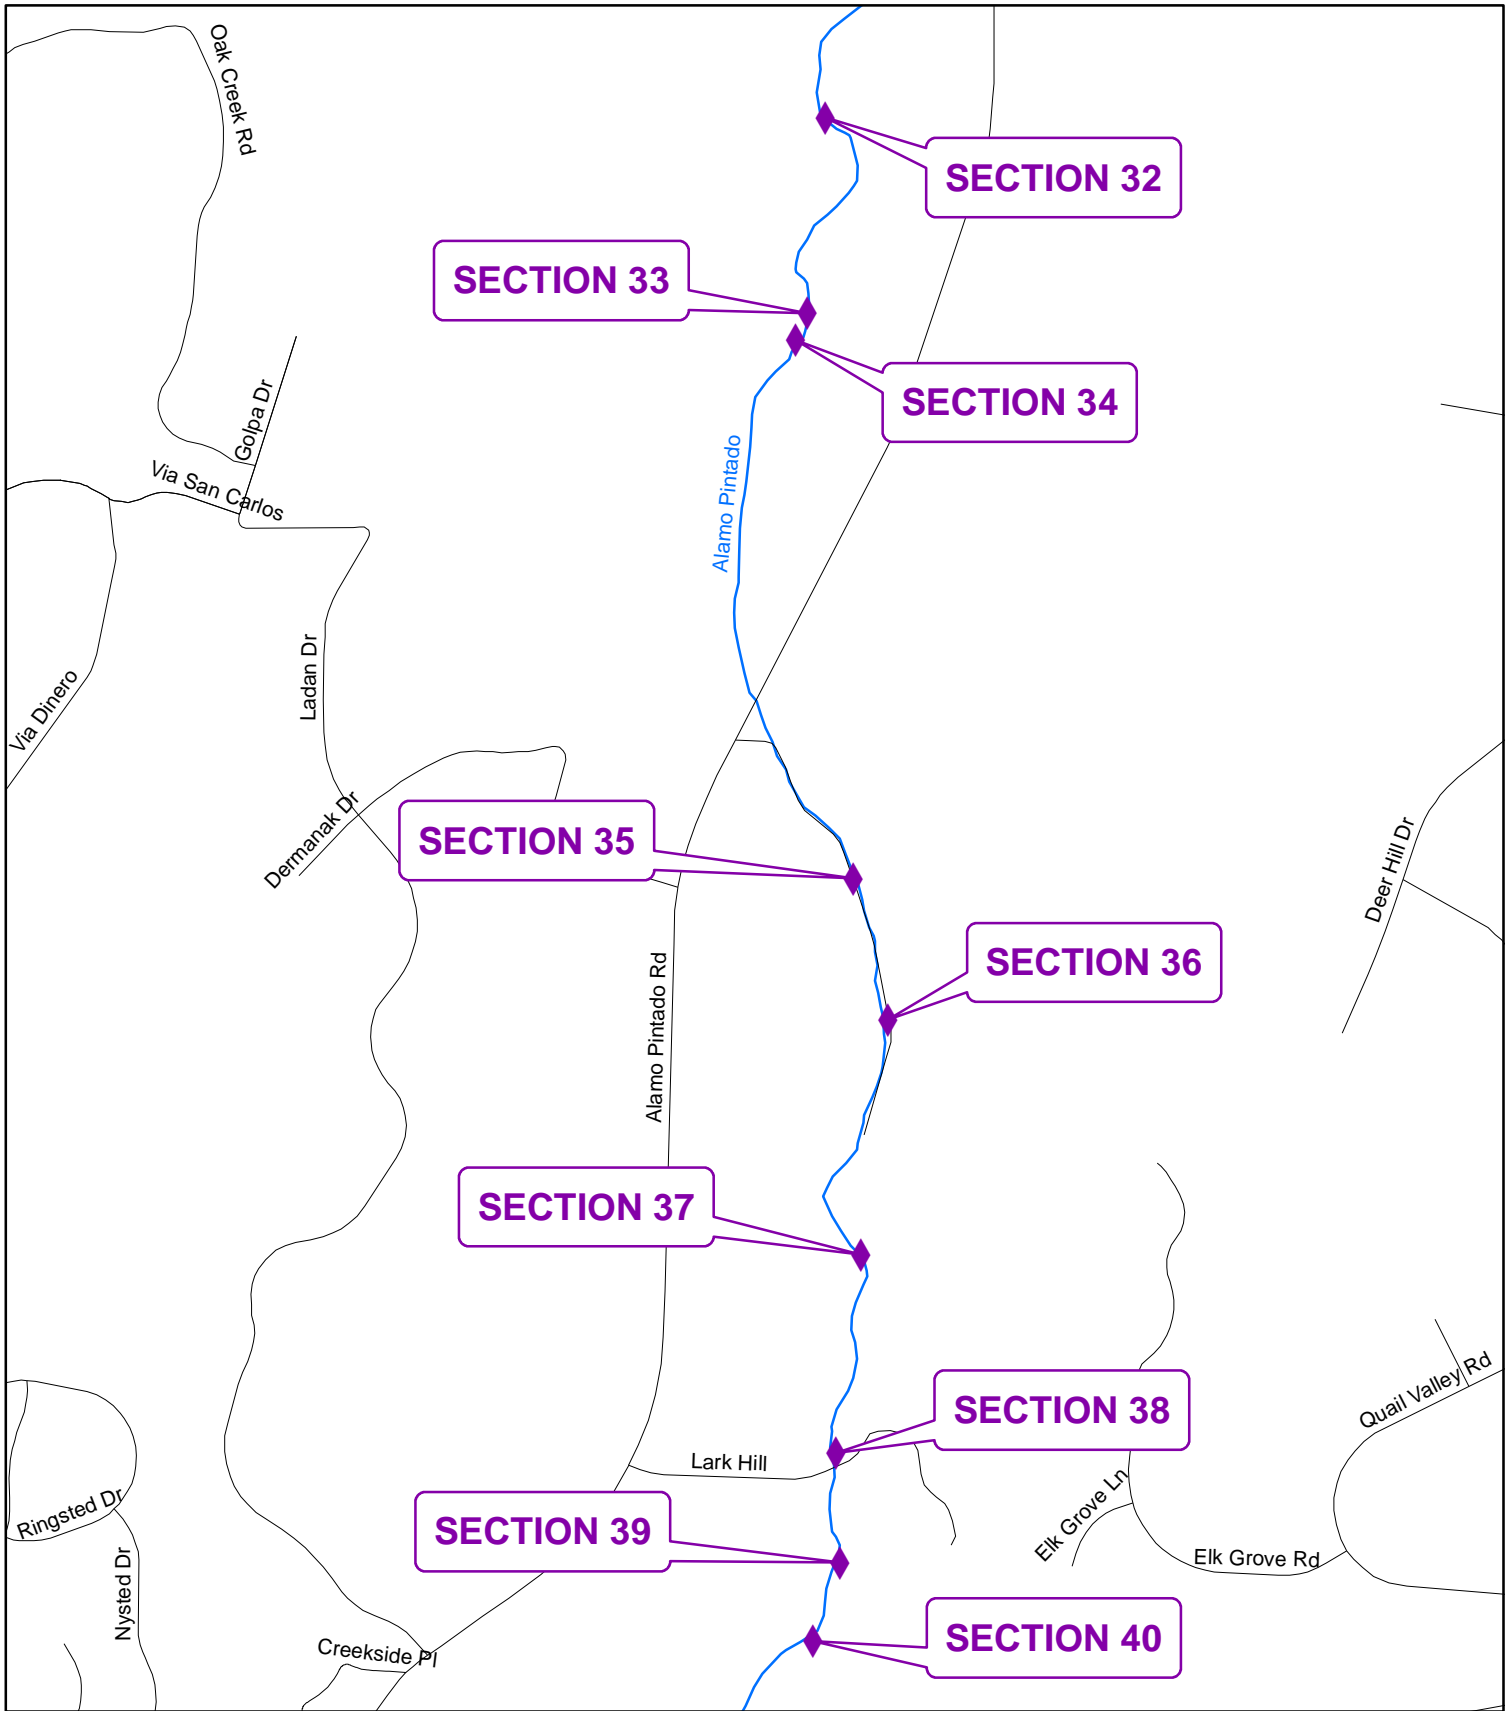 Oak Creek Rd
SECTION 32
SECTION 33
SECTION 34
Golpa Dr
Via San Carlos
Alamo Pintado
Ladan Dr
Via Dinero
Dermanak Dr
SECTION 35
Deer Hill Dr
SECTION 36
Alamo Pintado Rd
SECTION 37
SECTION 38
Quail Valley Rd
Lark Hill
Ringsted Dr
SECTION 39
Elk Grove Ln
Elk Grove Rd
Nysted Dr
Creekside Pl
SECTION 40